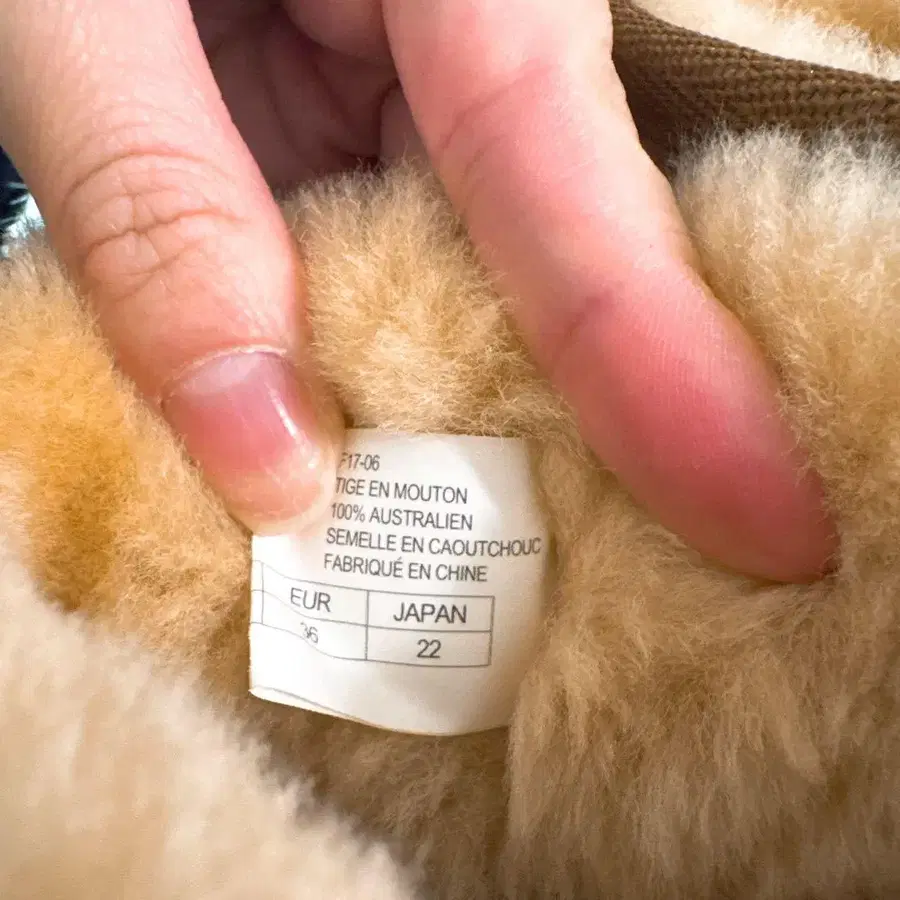 F17-06
TIGE EN MOUTON
100% AUSTRALIEN
SEMELLE EN CAOUTCHOUC
FABRIQUÉ EN CHINE
EUR JAPAN
36 22